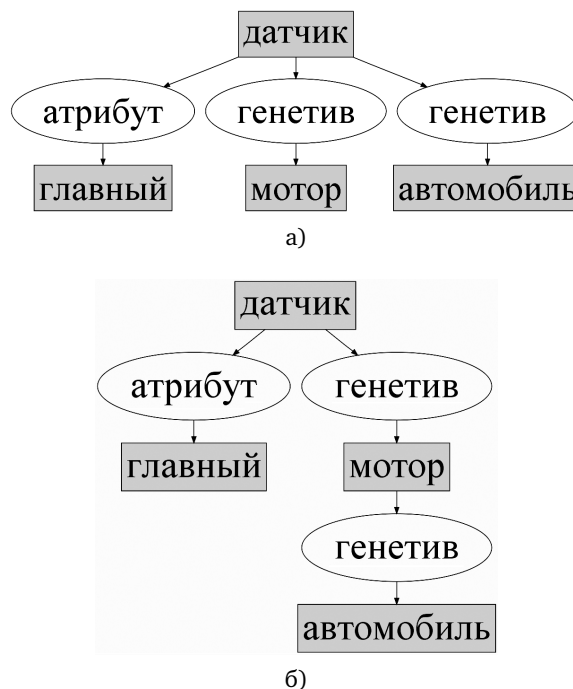 датчик
атрибут генетив генетив
главный мотор автомобиль
а)
датчик
атрибут генетив
главный мотор
генетив
автомобиль
б)